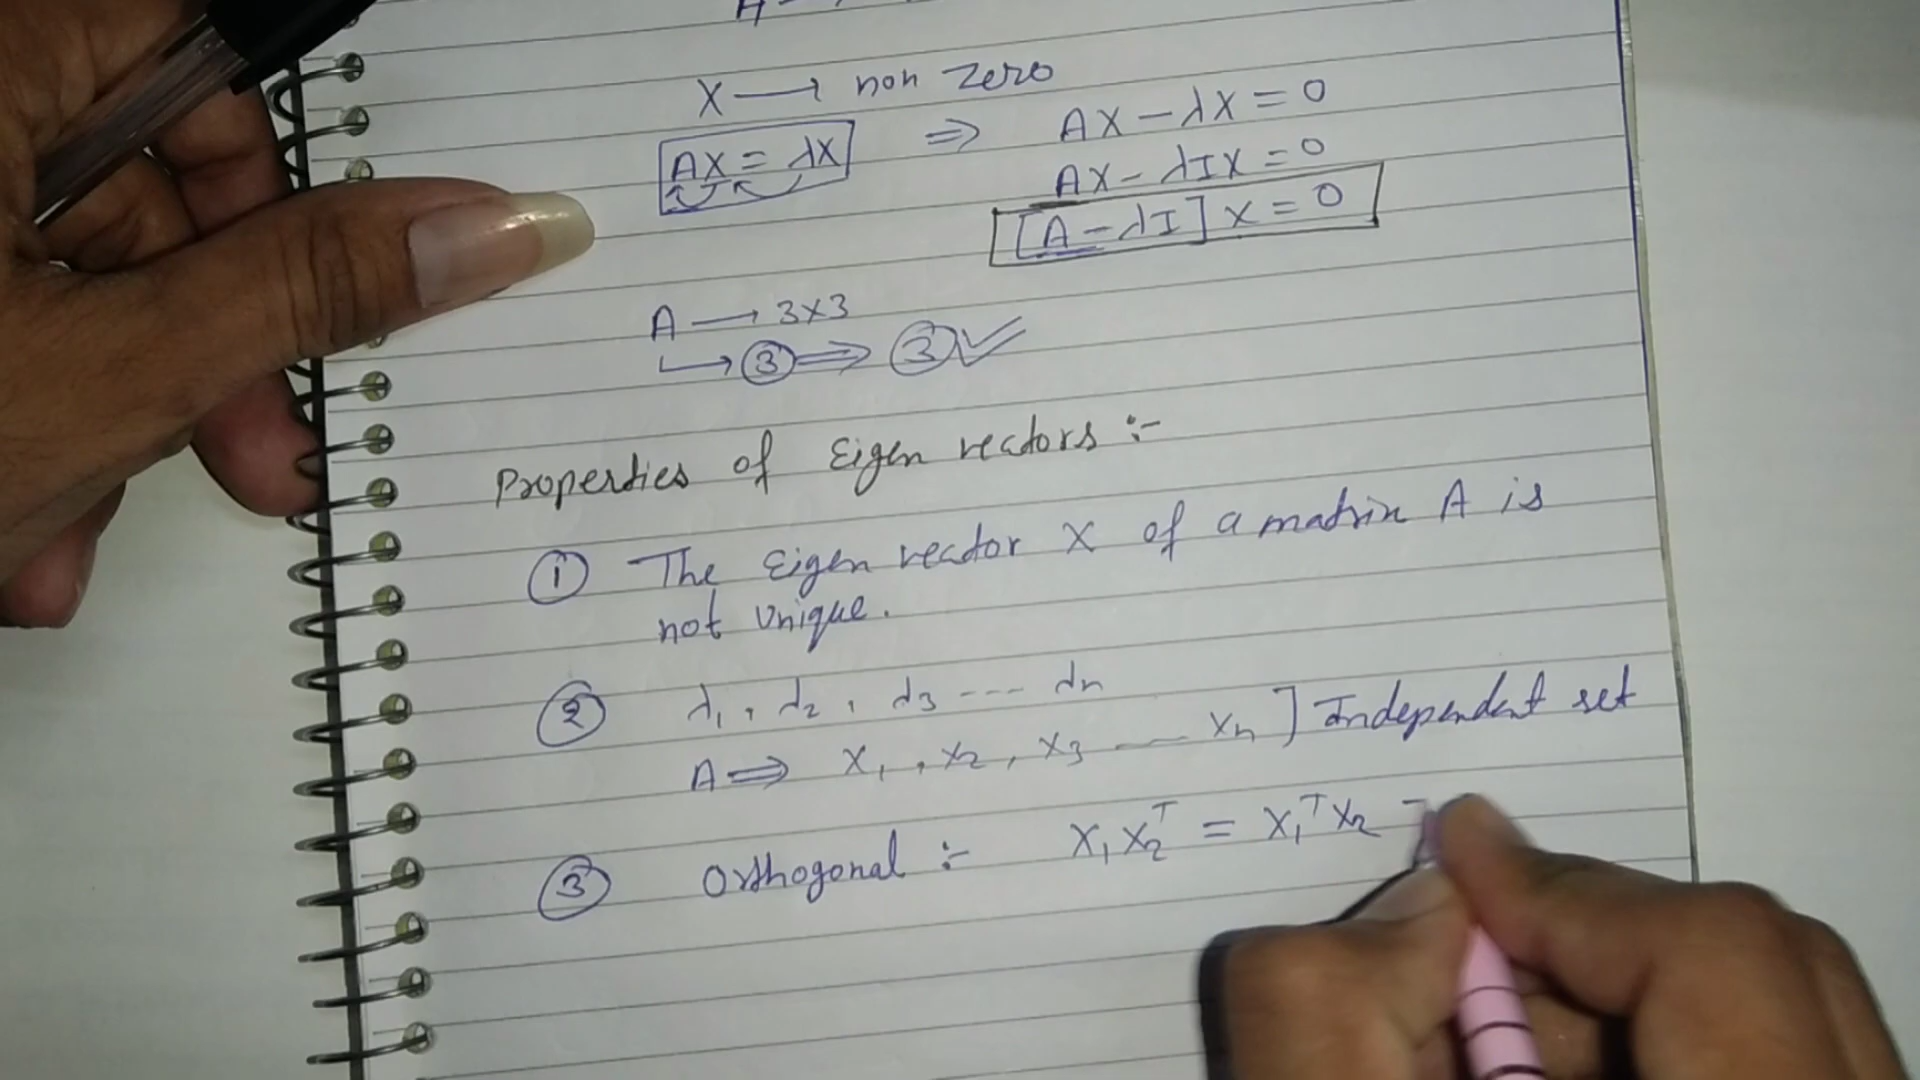 X → non zero
AX = λX ⇒ AX - λX = 0
AX - λIX = 0
[A - λI] X = 0
A → 3x3
↳ 3 ⇒ 3 ✓
Properties of Eigen vectors :-
① The Eigen vector X of a matrix A is
not unique.
② λ₁, λ₂, λ₃ --- λn
A ⇒ X₁, X₂, X₃ --- Xn ] Independent set
③ Orthogonal :- X₁X₂ᵀ = X₁ᵀX₂